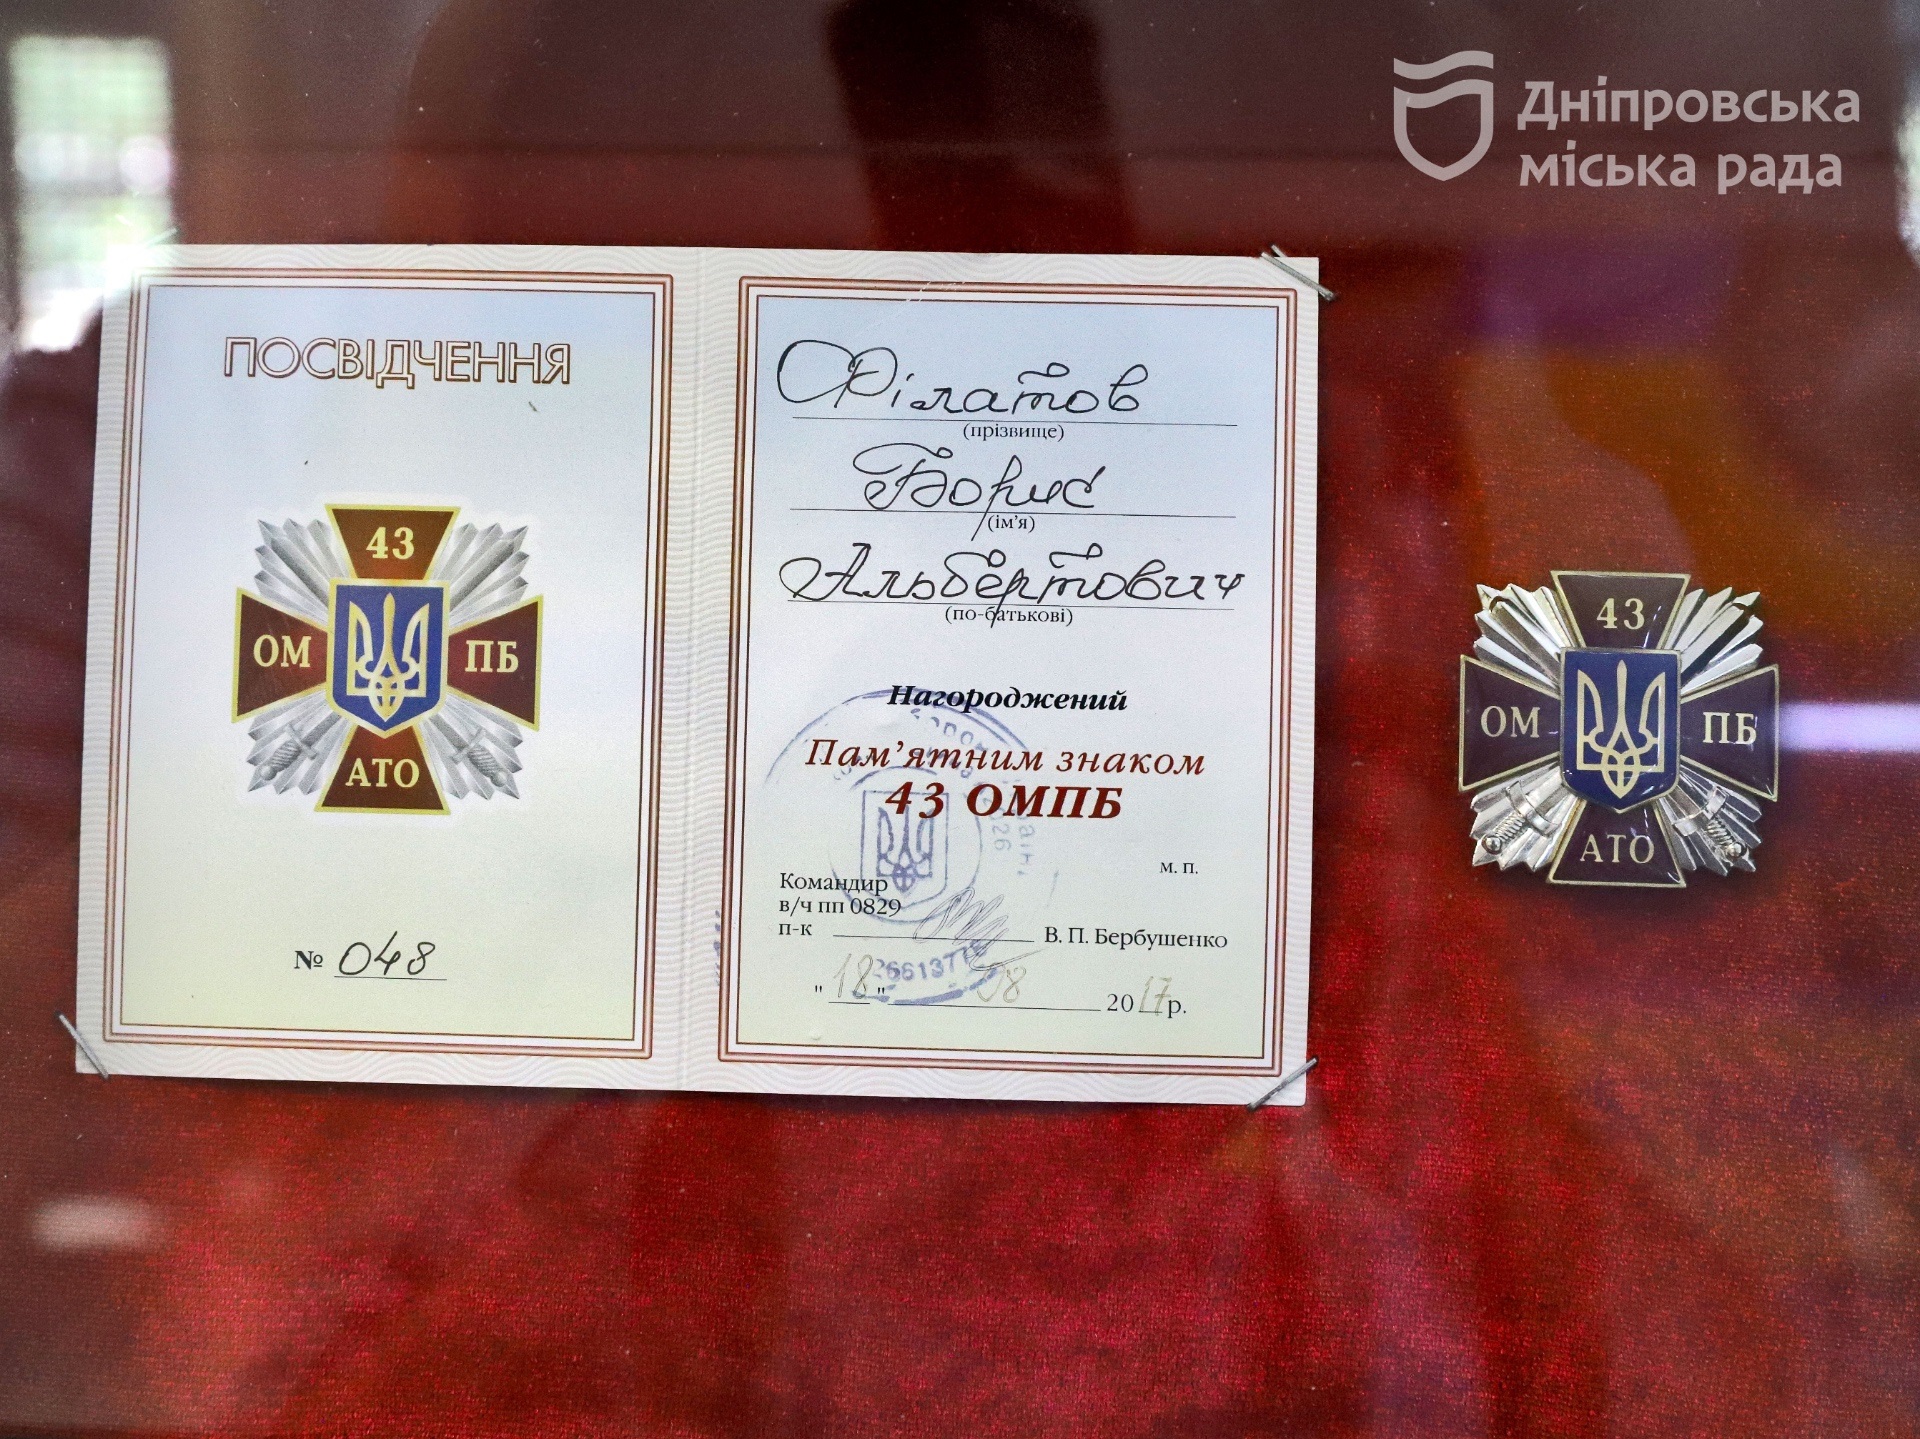 Дніпровська
міська рада
ПОСВІДЧЕННЯ
43
ОМ ПБ
АТО
№ 048
Філатов
(прізвище)
Борис
(ім’я)
Альбертович
(по-батькові)
Нагороджений
Пам’ятним знаком
43 ОМПБ
м. п.
Командир
в/ч пп 0829
п-к В. П. Бербушенко
" 18 " 08 2017р.
43
ОМ ПБ
АТО